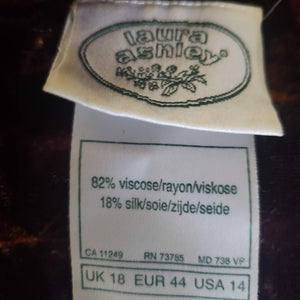 laura
ashley®
82% viscose/rayon/viskose
18% silk/soie/zijde/seide
CA 11249 RN 73785 MD 738 VP
UK 18 EUR 44 USA 14